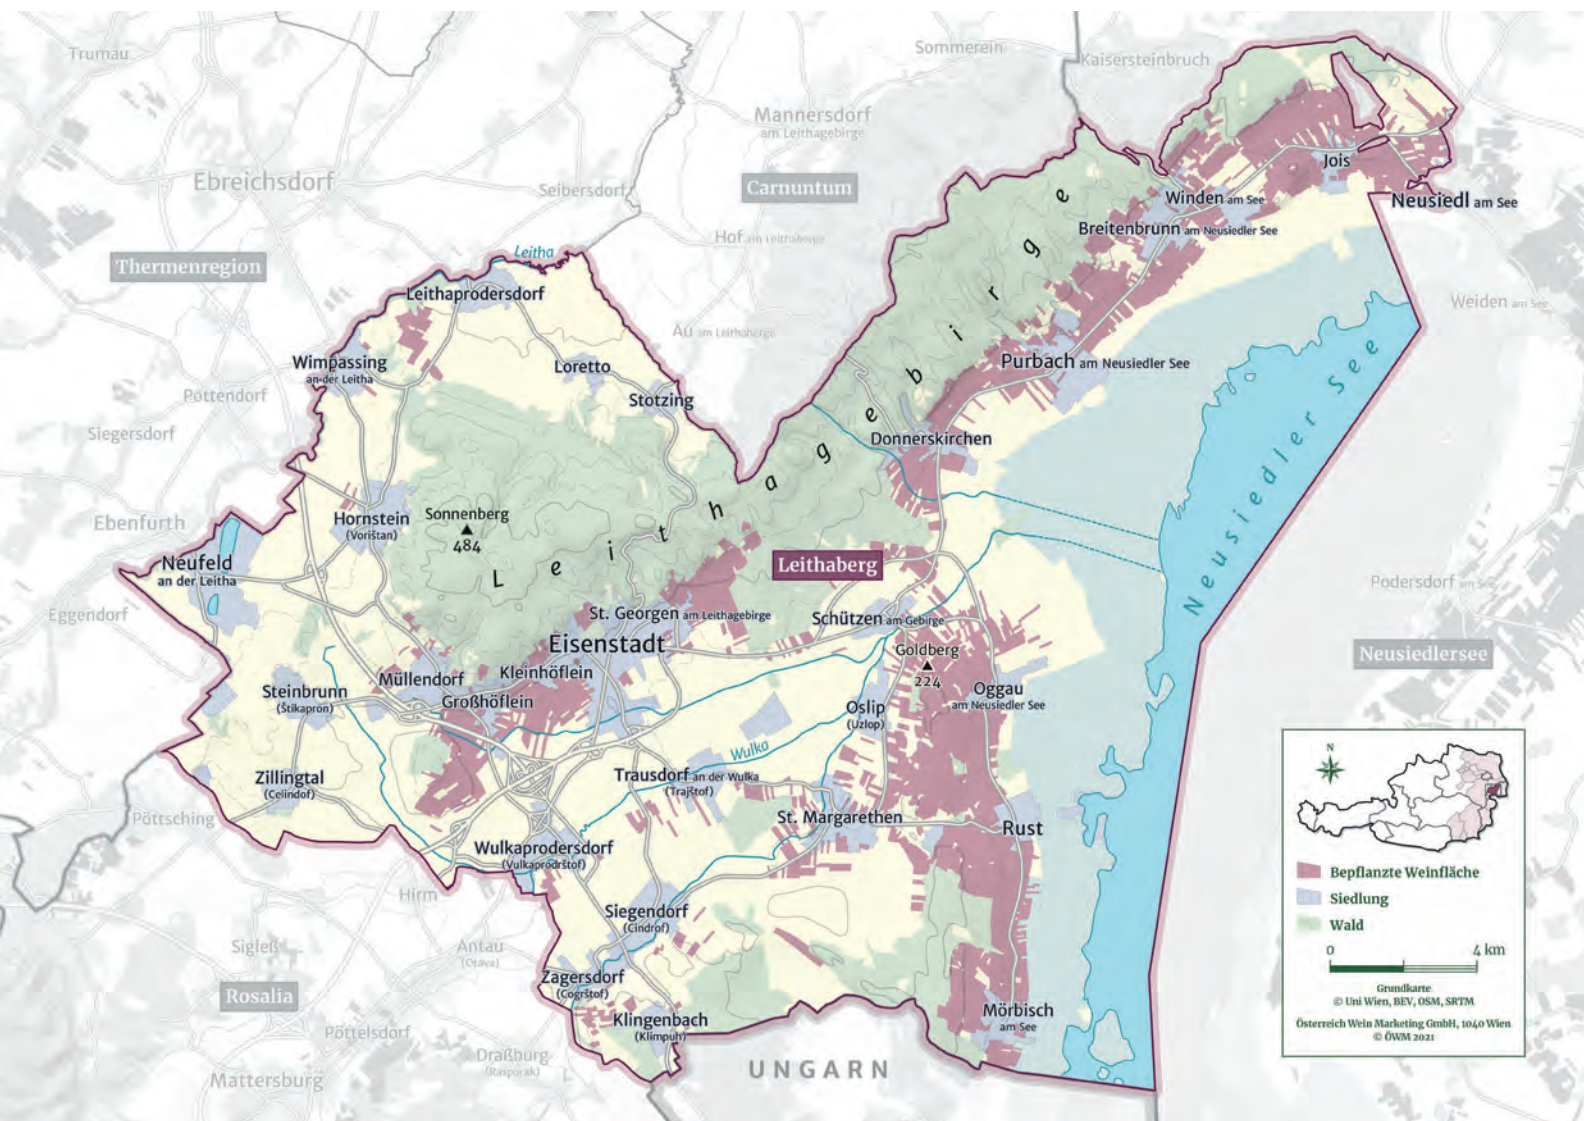 Trumau
Sommerein
Kaisersteinbruch
Mannersdorf
am Leithagebirge
Ebreichsdorf
Seibersdorf
Carnuntum
Jois
Winden am See
Neusiedl am See
Breitenbrunn am Neusiedler See
Hof am Leithaberge
Leitha
Thermenregion
Leithaprodersdorf
Weiden am See
Au am Leithaberge
Wimpassing
an der Leitha
Loretto
Purbach am Neusiedler See
Pottendorf
Stotzing
Siegersdorf
Donnerskirchen
Leithagebirge
Neusiedler See
Ebenfurth
Hornstein
(Vorištan)
Sonnenberg
484
Neufeld
an der Leitha
Leithaberg
Podersdorf am See
Eggendorf
St. Georgen am Leithagebirge
Schützen am Gebirge
Eisenstadt
Goldberg
224
Neusiedlersee
Kleinhöflein
Müllendorf
Großhöflein
Steinbrunn
(Štikapron)
Oggau
am Neusiedler See
Oslip
(Uzlop)
Wulka
Zillingtal
(Celindof)
Trausdorf an der Wulka
(Trajštof)
Pöttsching
St. Margarethen
Rust
Wulkaprodersdorf
(Vulkaprodrštof)
Hirm
Siegendorf
(Cindrof)
Sigleß
Antau
(Otava)
Zagersdorf
(Cogrštof)
Rosalia
Klingenbach
(Klimpuh)
Mörbisch
am See
Pöttelsdorf
Draßburg
(Rasporak)
Mattersburg
UNGARN
N
Bepflanzte Weinfläche
Siedlung
Wald
0 4 km
Grundkarte
© Uni Wien, BEV, OSM, SRTM
Österreich Wein Marketing GmbH, 1040 Wien
© ÖWM 2021